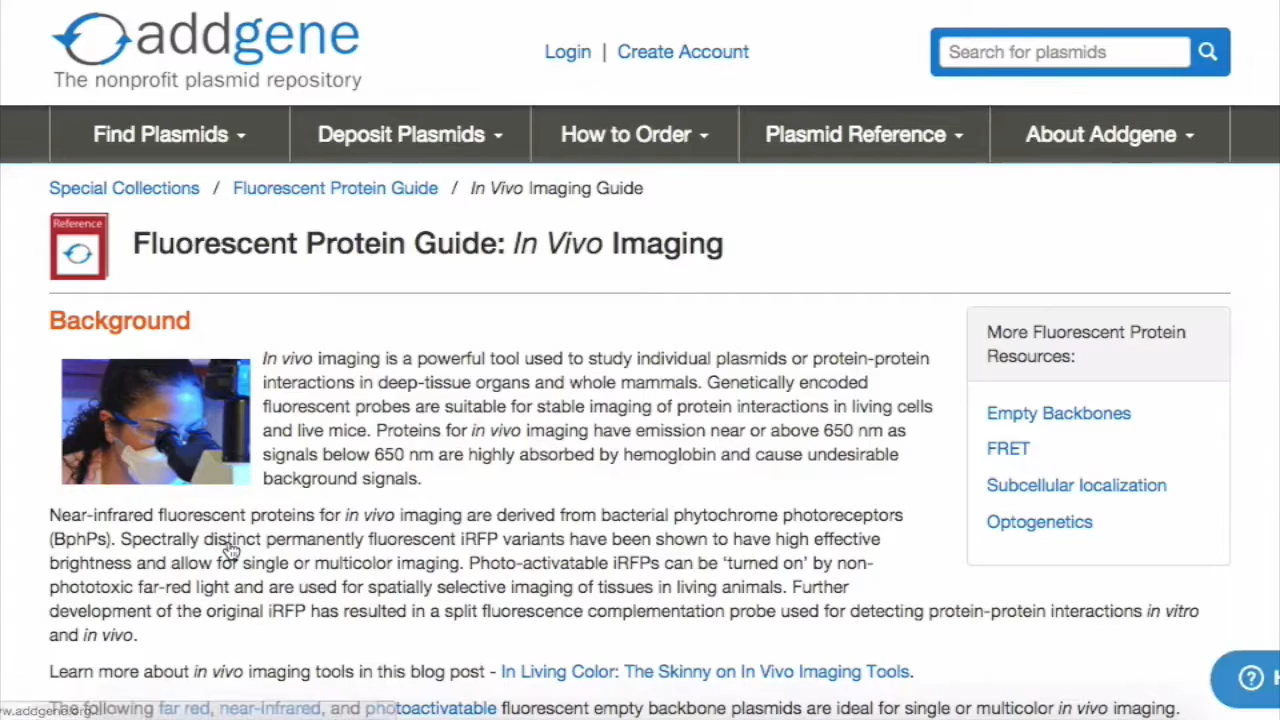 addgene
The nonprofit plasmid repository
Login | Create Account
Search for plasmids
Find Plasmids
Deposit Plasmids
How to Order
Plasmid Reference
About Addgene
Special Collections / Fluorescent Protein Guide / In Vivo Imaging Guide
Reference
Fluorescent Protein Guide: In Vivo Imaging
Background
In vivo imaging is a powerful tool used to study individual plasmids or protein-protein
interactions in deep-tissue organs and whole mammals. Genetically encoded
fluorescent probes are suitable for stable imaging of protein interactions in living cells
and live mice. Proteins for in vivo imaging have emission near or above 650 nm as
signals below 650 nm are highly absorbed by hemoglobin and cause undesirable
background signals.
Near-infrared fluorescent proteins for in vivo imaging are derived from bacterial phytochrome photoreceptors
(BphPs). Spectrally distinct permanently fluorescent iRFP variants have been shown to have high effective
brightness and allow for single or multicolor imaging. Photo-activatable iRFPs can be ‘turned on’ by non-
phototoxic far-red light and are used for spatially selective imaging of tissues in living animals. Further
development of the original iRFP has resulted in a split fluorescence complementation probe used for detecting protein-protein interactions in vitro
and in vivo.
Learn more about in vivo imaging tools in this blog post - In Living Color: The Skinny on In Vivo Imaging Tools.
The following far red, near-infrared, and photoactivatable fluorescent empty backbone plasmids are ideal for single or multicolor in vivo imaging.
More Fluorescent Protein
Resources:
Empty Backbones
FRET
Subcellular localization
Optogenetics